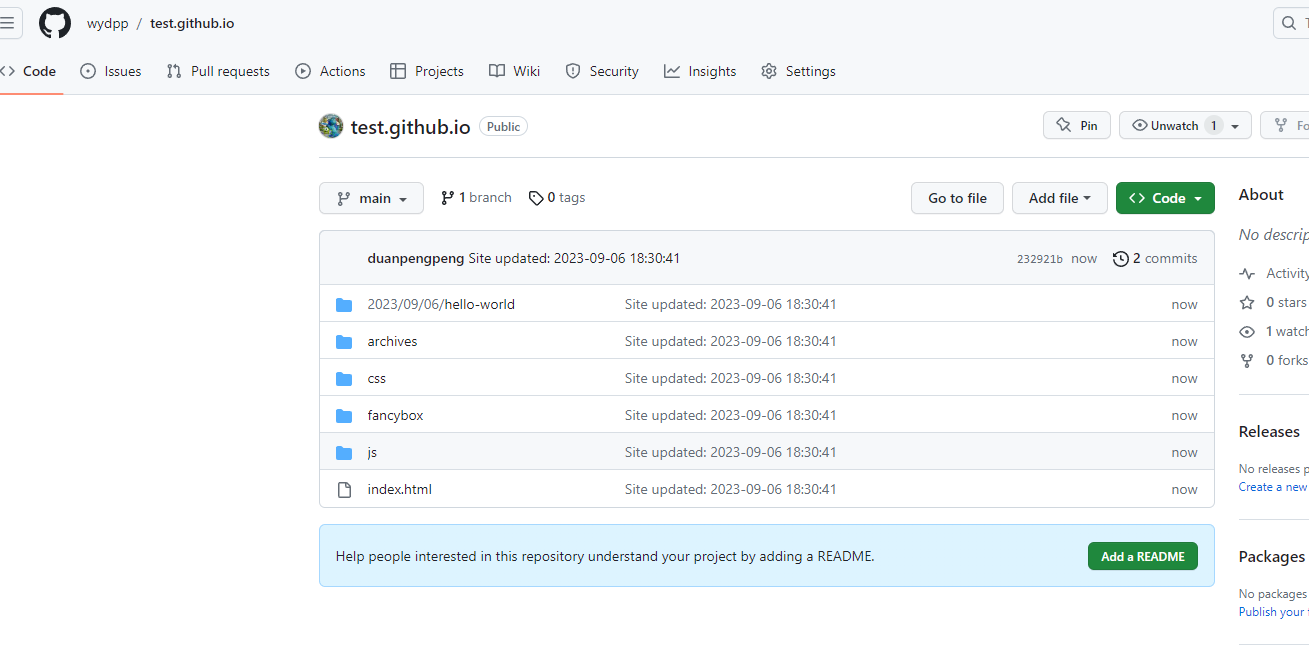 wydpp / test.github.io
Code Issues Pull requests Actions Projects Wiki Security Insights Settings
test.github.io Public
Pin Unwatch 1
main 1 branch 0 tags
Go to file Add file Code
duanpengpeng Site updated: 2023-09-06 18:30:41 232921b now 2 commits
2023/09/06/hello-world Site updated: 2023-09-06 18:30:41 now
archives Site updated: 2023-09-06 18:30:41 now
css Site updated: 2023-09-06 18:30:41 now
fancybox Site updated: 2023-09-06 18:30:41 now
js Site updated: 2023-09-06 18:30:41 now
index.html Site updated: 2023-09-06 18:30:41 now
Help people interested in this repository understand your project by adding a README. Add a README
About
No descrip
Activity
0 stars
1 watch
0 forks
Releases
No releases p
Create a new
Packages
No packages
Publish your